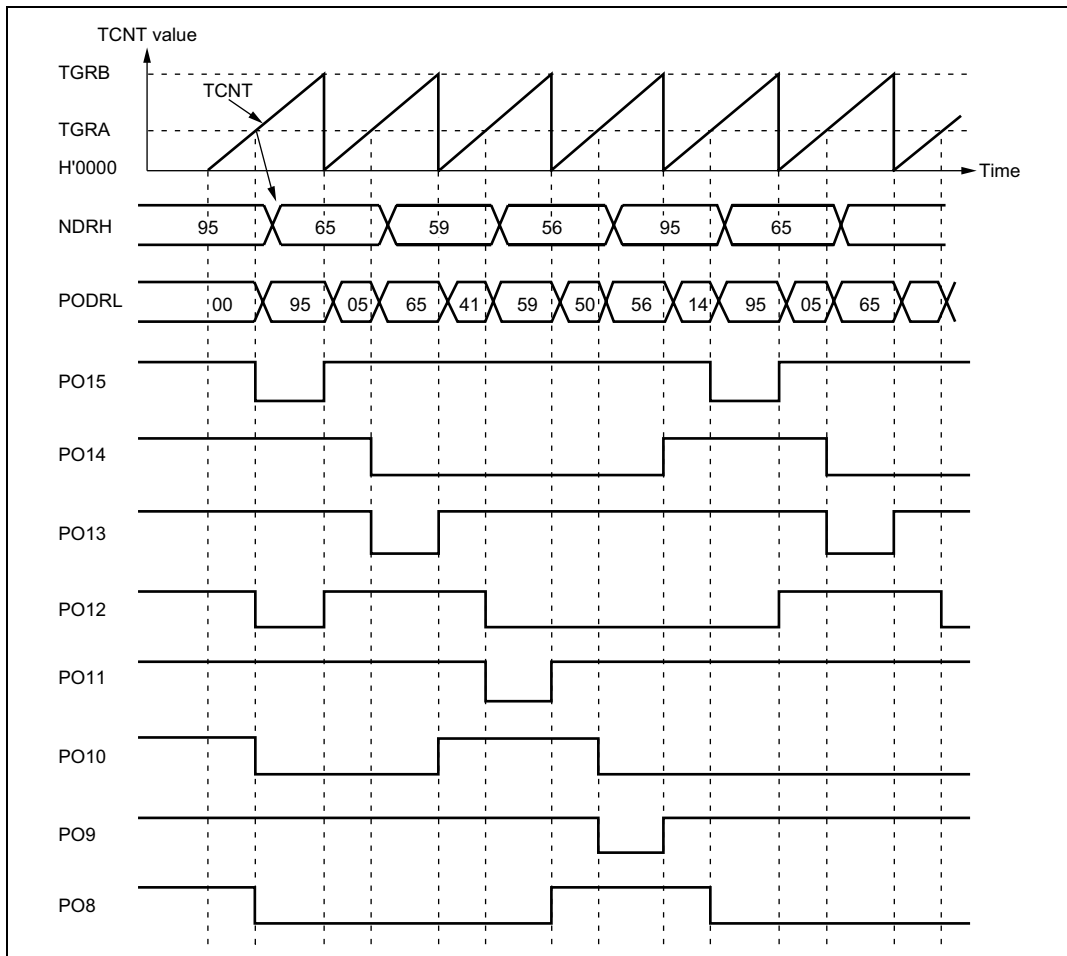 TCNT value
TGRB
TCNT
TGRA
H'0000
Time
NDRH 95 65 59 56 95 65
PODRL 00 95 05 65 41 59 50 56 14 95 05 65
PO15
PO14
PO13
PO12
PO11
PO10
PO9
PO8